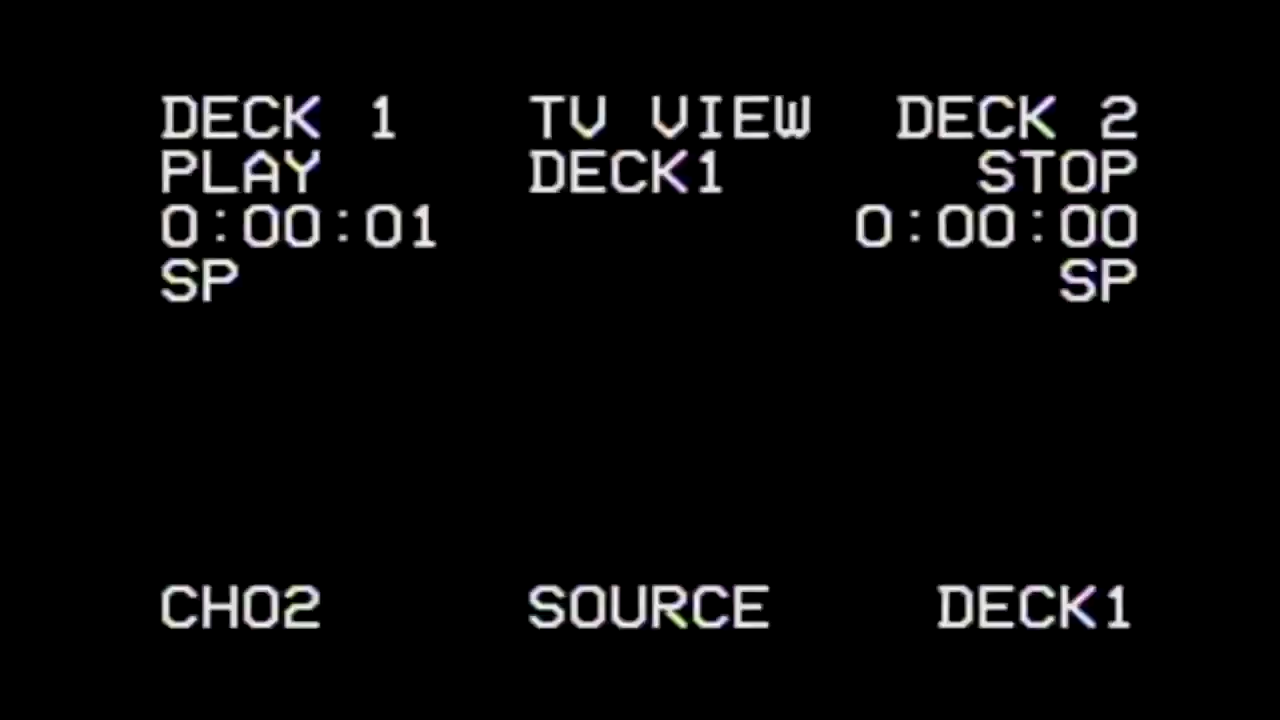 DECK 1 TV VIEW DECK 2
PLAY DECK1 STOP
0:00:01 0:00:00
SP SP
CH02 SOURCE DECK1